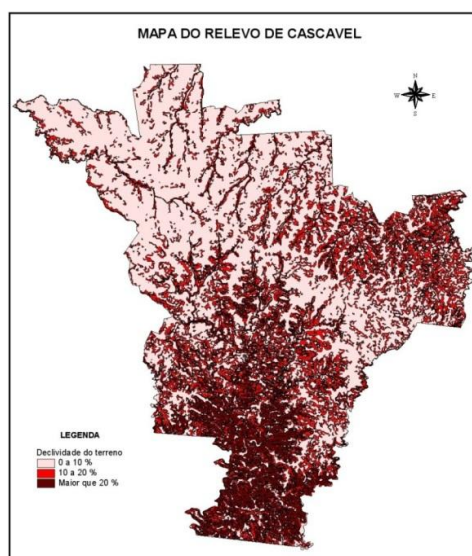 MAPA DO RELEVO DE CASCAVEL
N
W E
S
LEGENDA
Declividade do terreno
0 a 10 %
10 a 20 %
Maior que 20 %